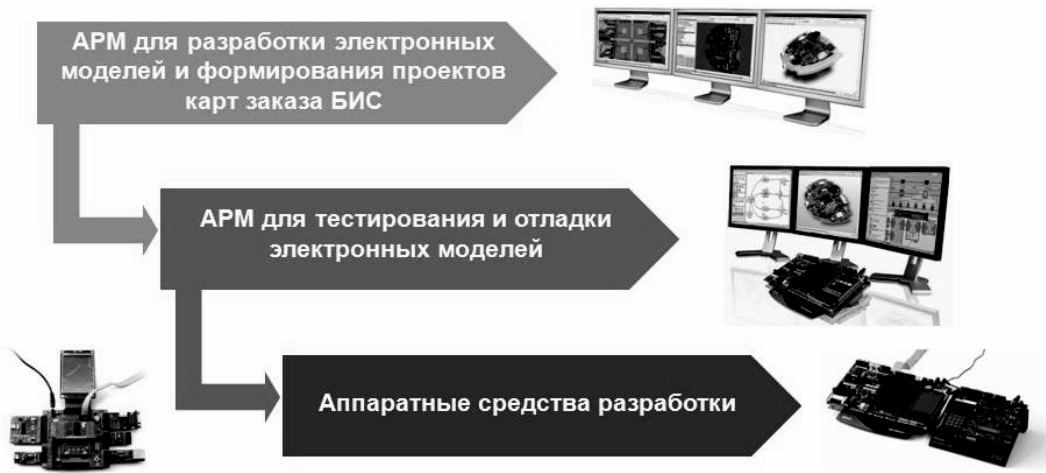 АРМ для разработки электронных
моделей и формирования проектов
карт заказа БИС
АРМ для тестирования и отладки
электронных моделей
Аппаратные средства разработки